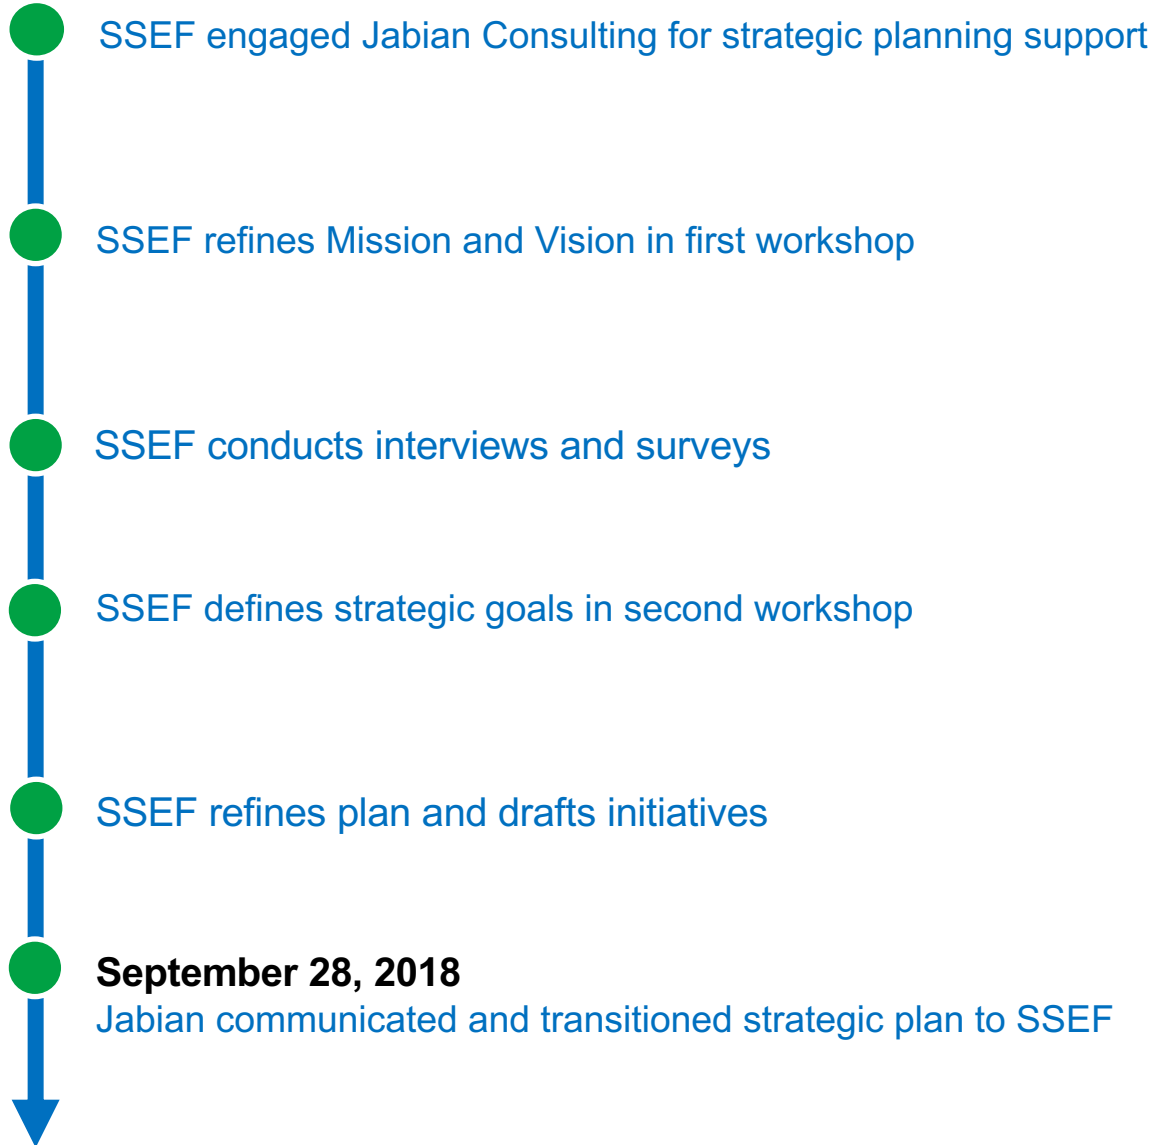 SSEF engaged Jabian Consulting for strategic planning support
SSEF refines Mission and Vision in first workshop
SSEF conducts interviews and surveys
SSEF defines strategic goals in second workshop
SSEF refines plan and drafts initiatives
September 28, 2018
Jabian communicated and transitioned strategic plan to SSEF